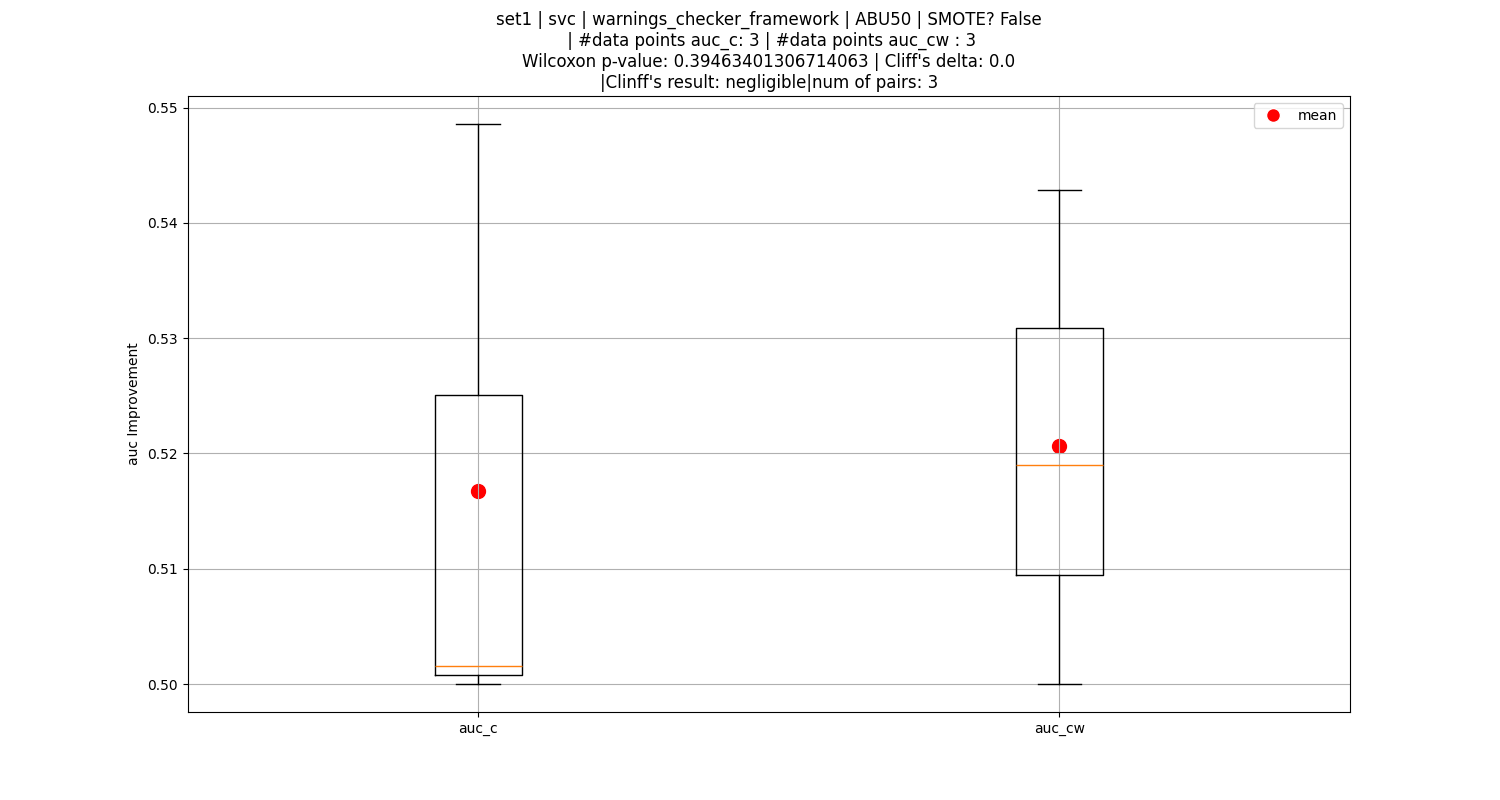 set1 | svc | warnings_checker_framework | ABU50 | SMOTE? False
| #data points auc_c: 3 | #data points auc_cw : 3
Wilcoxon p-value: 0.39463401306714063 | Cliff's delta: 0.0
|Clinff's result: negligible|num of pairs: 3
mean
0.55
0.54
0.53
0.52
0.51
0.50
auc Improvement
auc_c
auc_cw